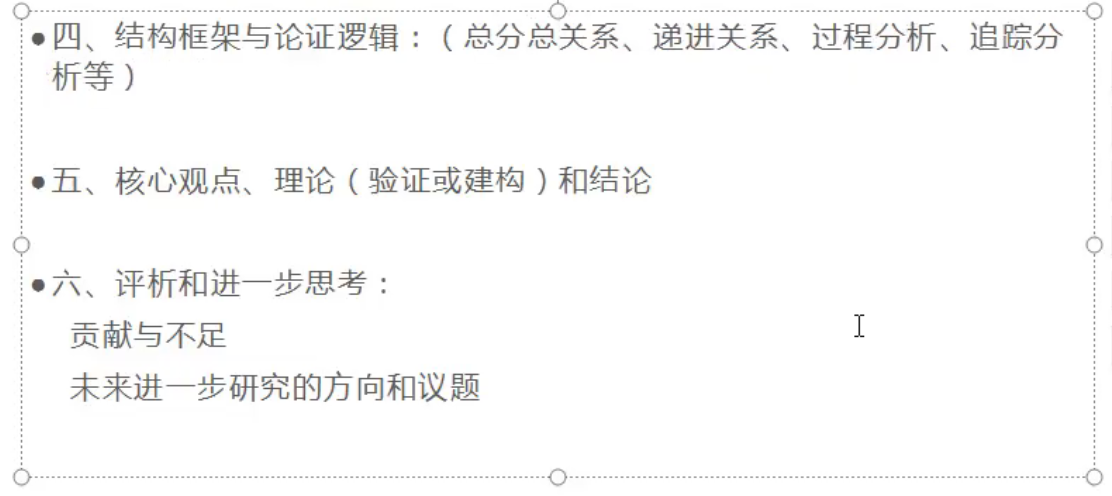 ●四、结构框架与论证逻辑：（总分总关系、递进关系、过程分析、追踪分
析等）
●五、核心观点、理论（验证或建构）和结论
●六、评析和进一步思考：
贡献与不足
未来进一步研究的方向和议题